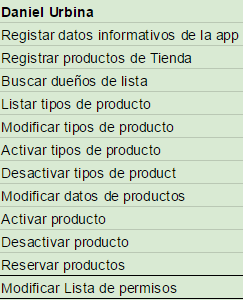 Daniel Urbina
Registar datos informativos de la app
Registrar productos de Tienda
Buscar dueños de lista
Listar tipos de producto
Modificar tipos de producto
Activar tipos de producto
Desactivar tipos de product
Modificar datos de productos
Activar producto
Desactivar producto
Reservar productos
Modificar Lista de permisos